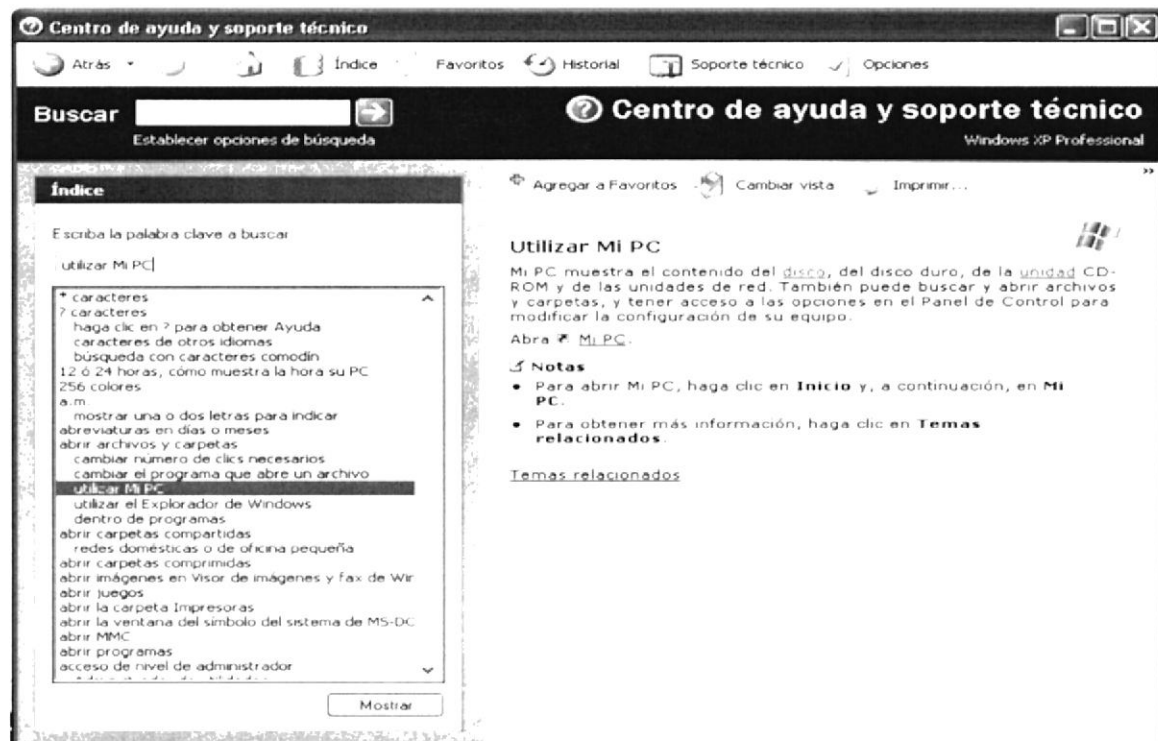 Centro de ayuda y soporte técnico
Atrás
Índice
Favoritos
Historial
Soporte técnico
Opciones
Buscar
Establecer opciones de búsqueda
Centro de ayuda y soporte técnico
Windows XP Professional
Índice
Escriba la palabra clave a buscar
utilizar Mi PC
* caracteres
? caracteres
haga clic en ? para obtener Ayuda
caracteres de otros idiomas
búsqueda con caracteres comodín
12 ó 24 horas, cómo muestra la hora su PC
256 colores
a.m.
mostrar una o dos letras para indicar
abreviaturas en días o meses
abrir archivos y carpetas
cambiar número de clics necesarios
cambiar el programa que abre un archivo
utilizar Mi PC
utilizar el Explorador de Windows
dentro de programas
abrir carpetas compartidas
redes domésticas o de oficina pequeña
abrir carpetas comprimidas
abrir imágenes en Visor de imágenes y fax de Wir
abrir juegos
abrir la carpeta Impresoras
abrir la ventana del símbolo del sistema de MS-DC
abrir MMC
abrir programas
acceso de nivel de administrador
Mostrar
Agregar a Favoritos
Cambiar vista
Imprimir...
»
Utilizar Mi PC
Mi PC muestra el contenido del disco, del disco duro, de la unidad CD-
ROM y de las unidades de red. También puede buscar y abrir archivos
y carpetas, y tener acceso a las opciones en el Panel de Control para
modificar la configuración de su equipo.
Abra Mi PC.
Notas
• Para abrir Mi PC, haga clic en Inicio y, a continuación, en Mi
PC.
• Para obtener más información, haga clic en Temas
relacionados.
Temas relacionados